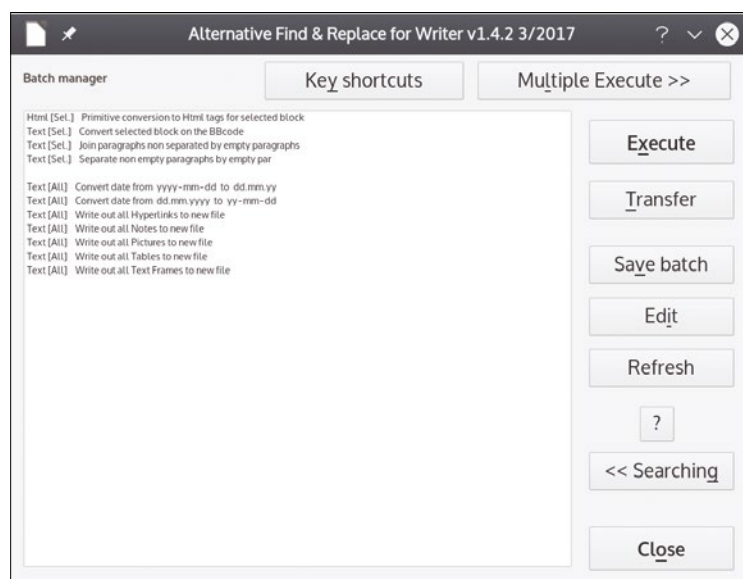 Alternative Find & Replace for Writer v1.4.2 3/2017
?
Batch manager
Key shortcuts
Multiple Execute >>
Html [Sel.] Primitive conversion to Html tags for selected block
Text [Sel.] Convert selected block on the BBcode
Text [Sel.] Join paragraphs non separated by empty paragraphs
Text [Sel.] Separate non empty paragraphs by empty par
Text [All] Convert date from yyyy-mm-dd to dd.mm.yy
Text [All] Convert date from dd.mm.yyyy to yy-mm-dd
Text [All] Write out all Hyperlinks to new file
Text [All] Write out all Notes to new file
Text [All] Write out all Pictures to new file
Text [All] Write out all Tables to new file
Text [All] Write out all Text Frames to new file
Execute
Transfer
Save batch
Edit
Refresh
?
<< Searching
Close